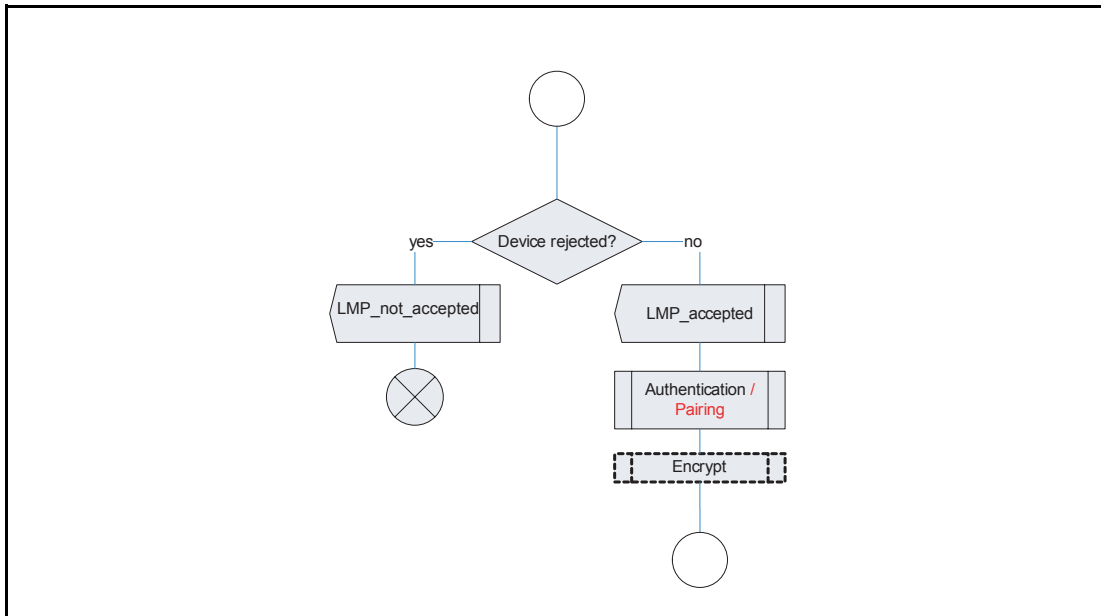 Device rejected?
yes
no
LMP_not_accepted
LMP_accepted
Authentication /
Pairing
Encrypt